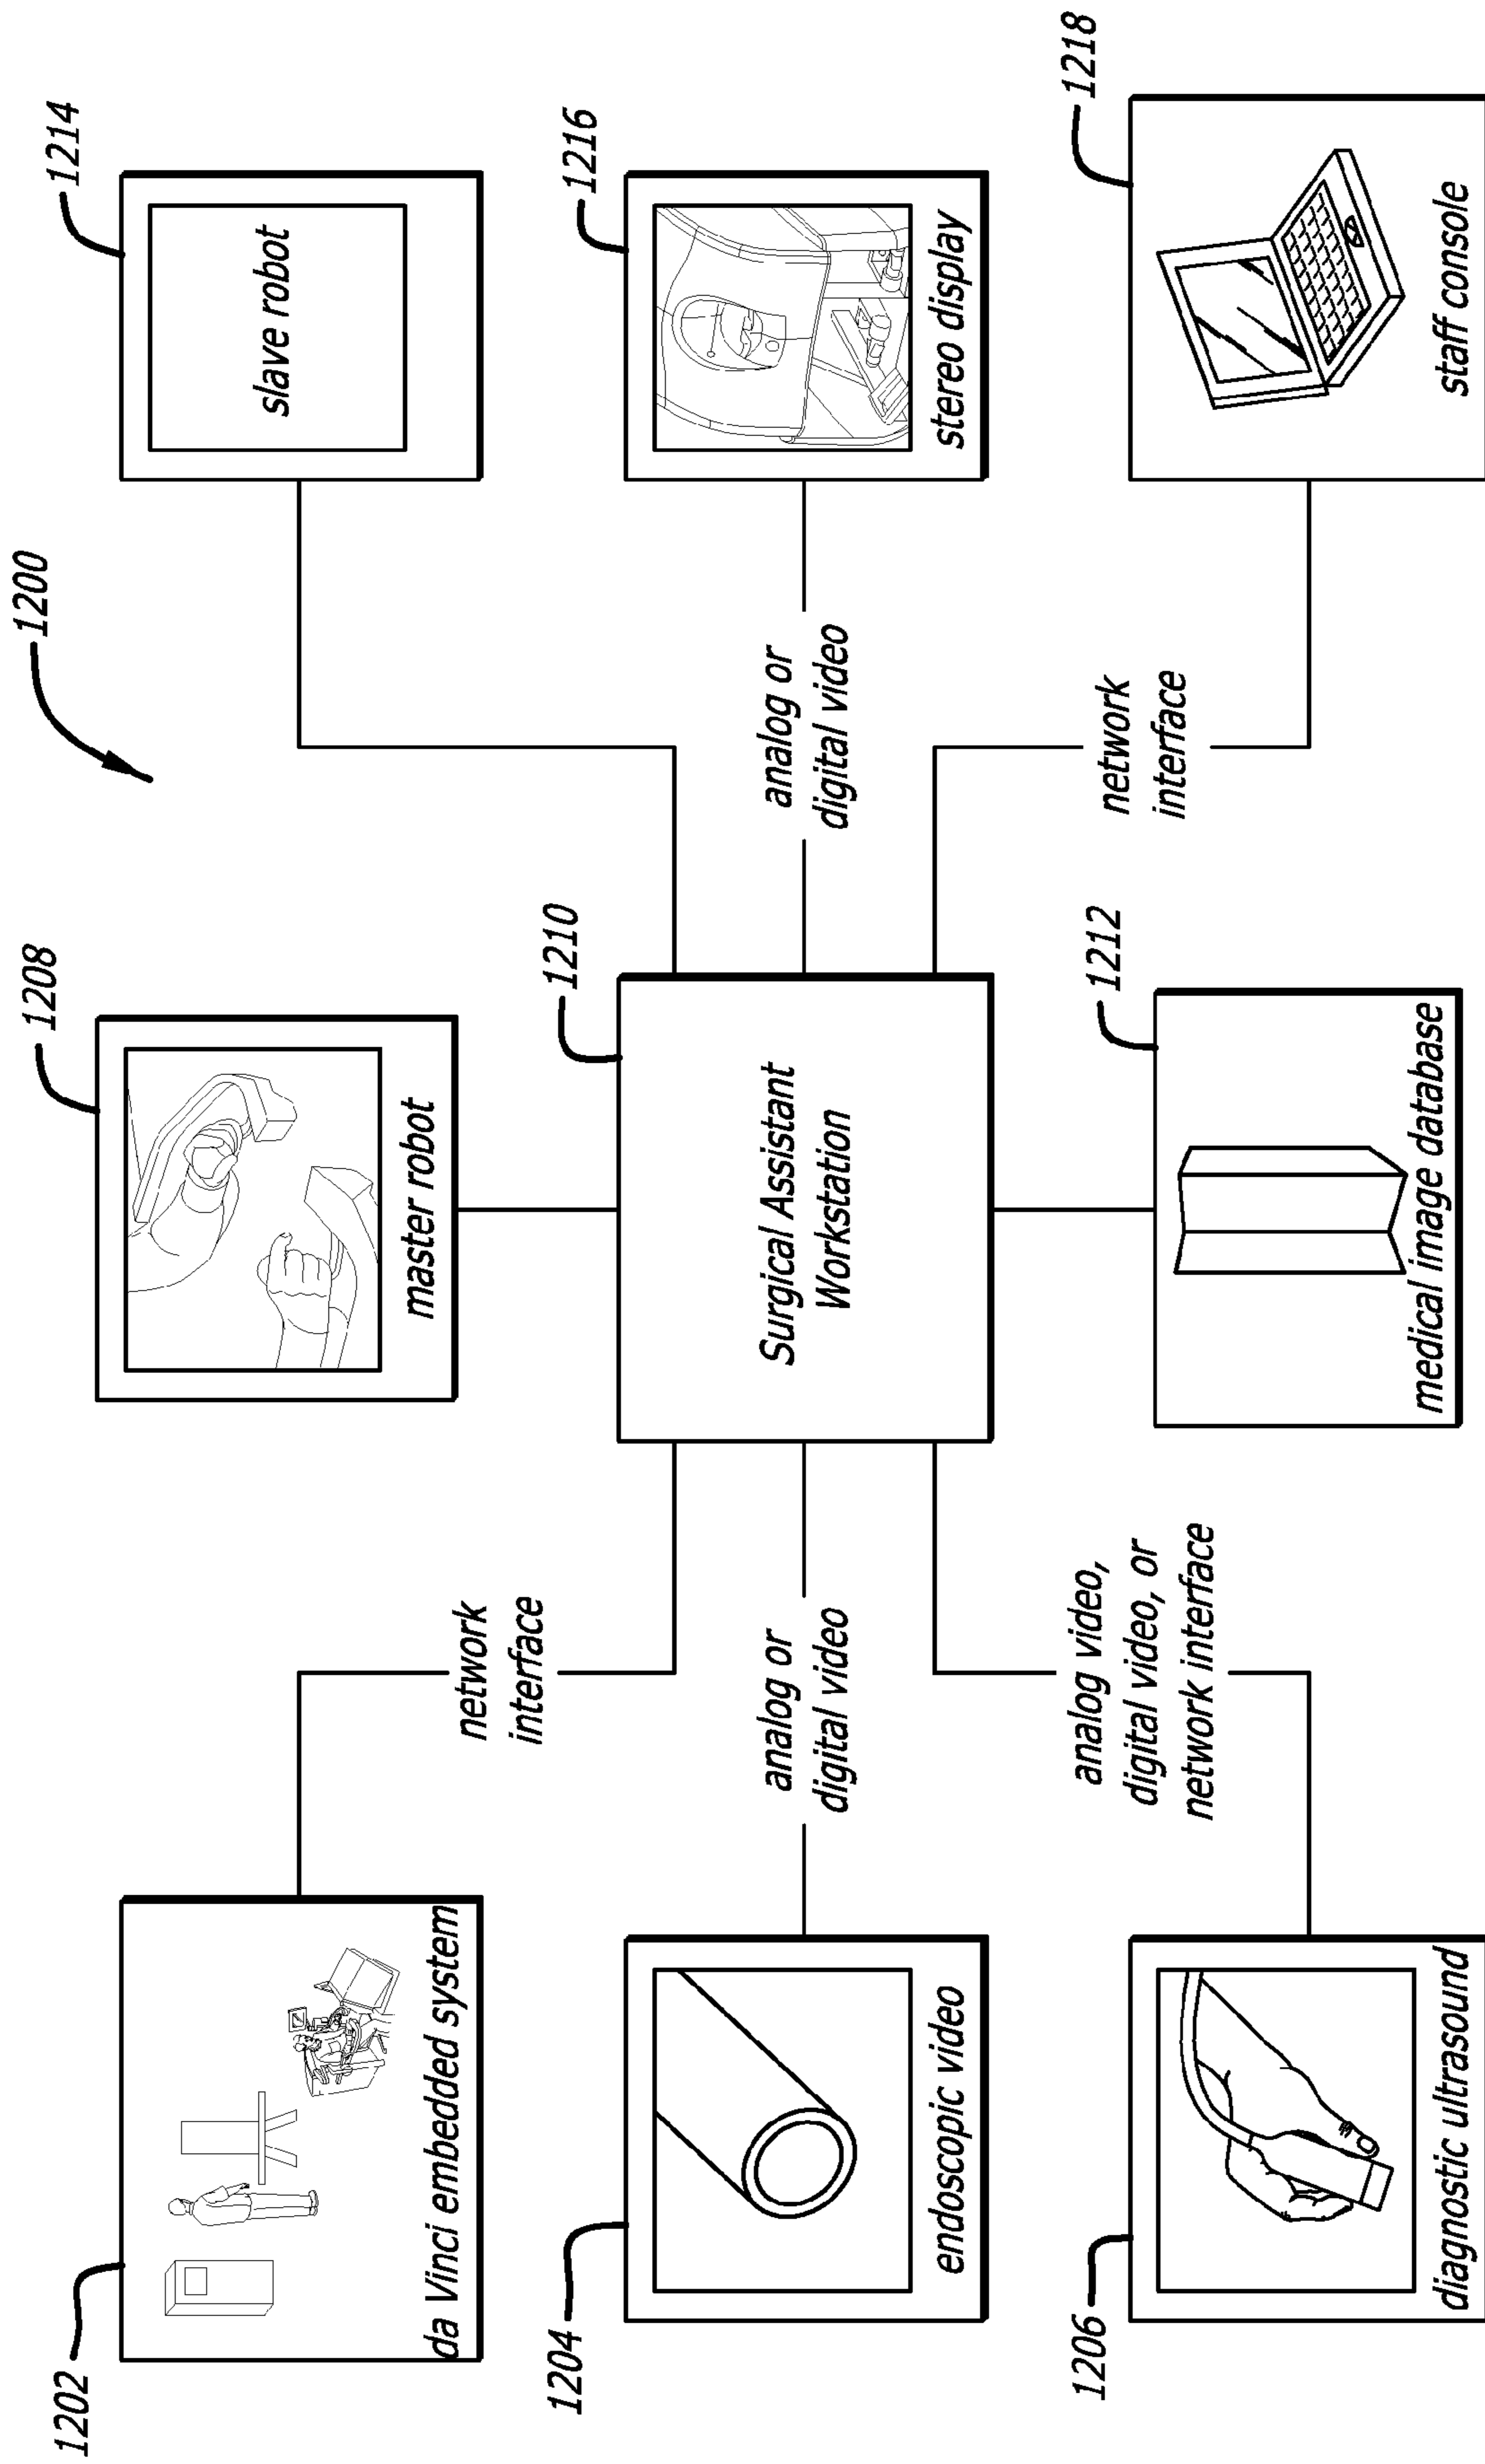 1200
1202
da Vinci embedded system
network
interface
1208
master robot
1214
slave robot
1204
endoscopic video
analog or
digital video
1210
Surgical Assistant
Workstation
analog or
digital video
1216
stereo display
1206
diagnostic ultrasound
analog video,
digital video, or
network interface
1212
medical image database
network
interface
1218
staff console